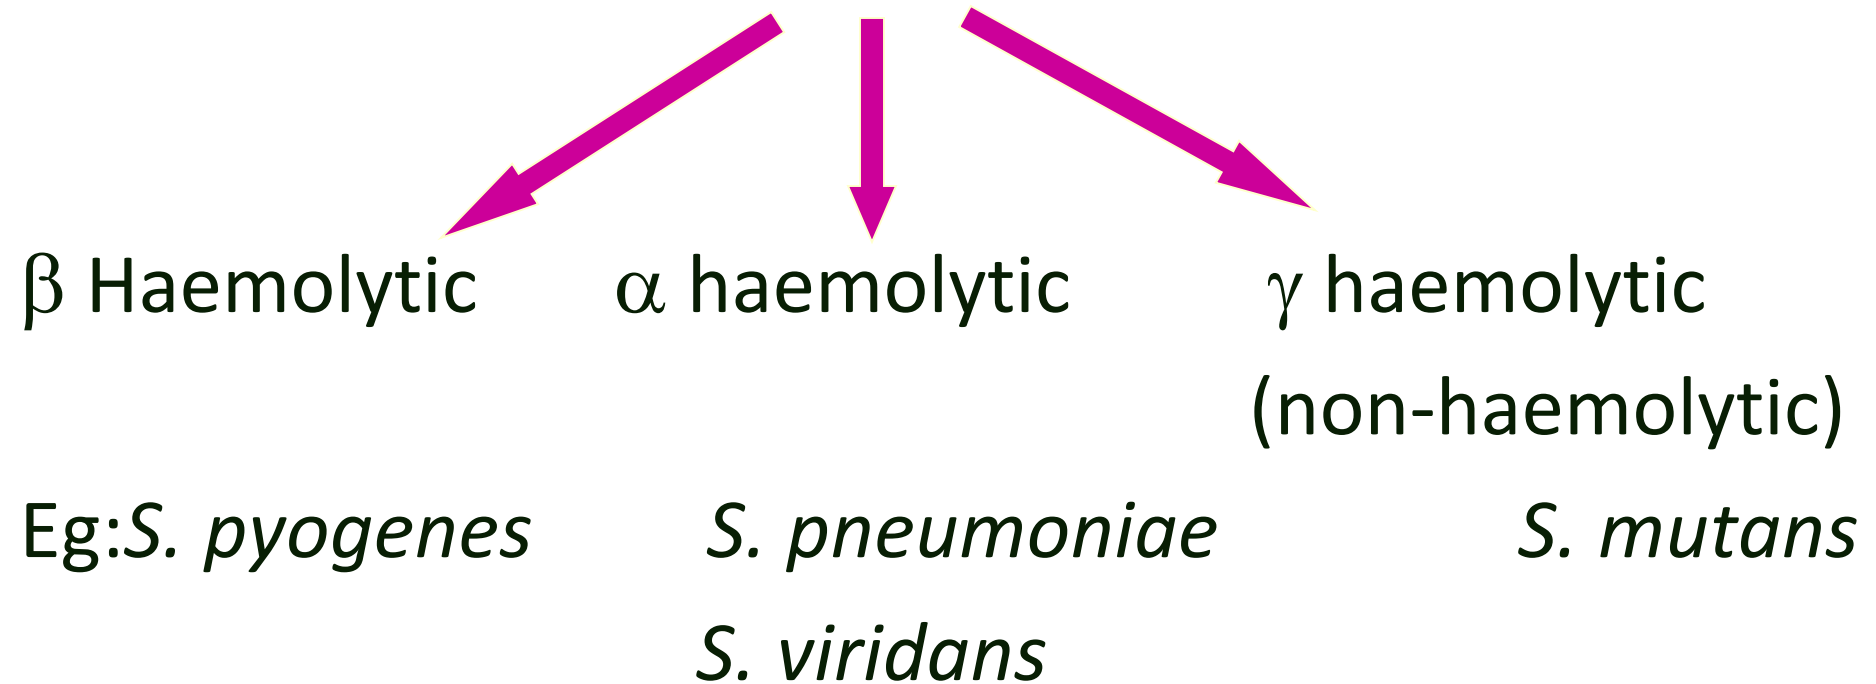 β Haemolytic α haemolytic γ haemolytic
(non-haemolytic)
Eg:S. pyogenes S. pneumoniae S. mutans
S. viridans